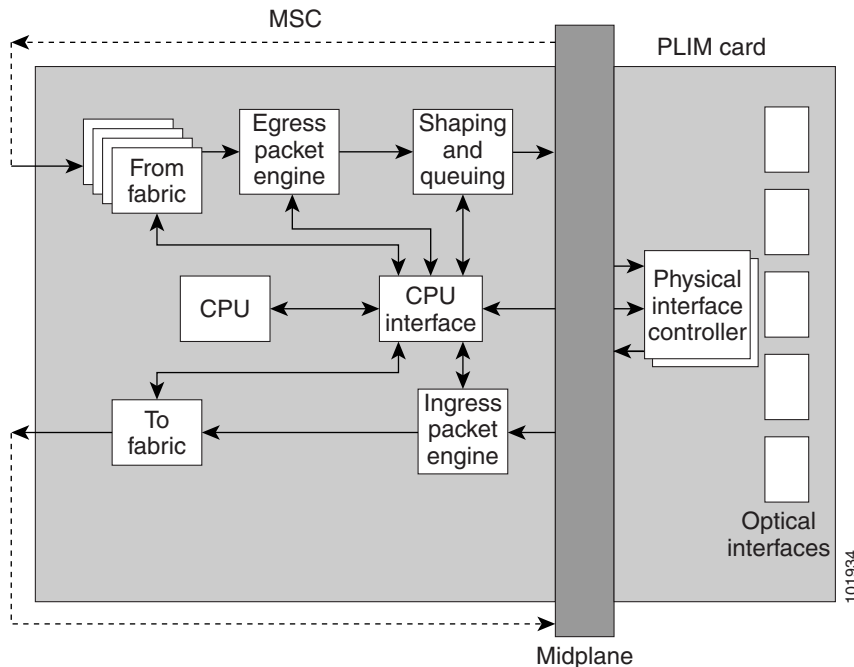 MSC
PLIM card
From
fabric
Egress
packet
engine
Shaping
and
queuing
CPU
CPU
interface
Physical
interface
controller
To
fabric
Ingress
packet
engine
Optical
interfaces
101934
Midplane